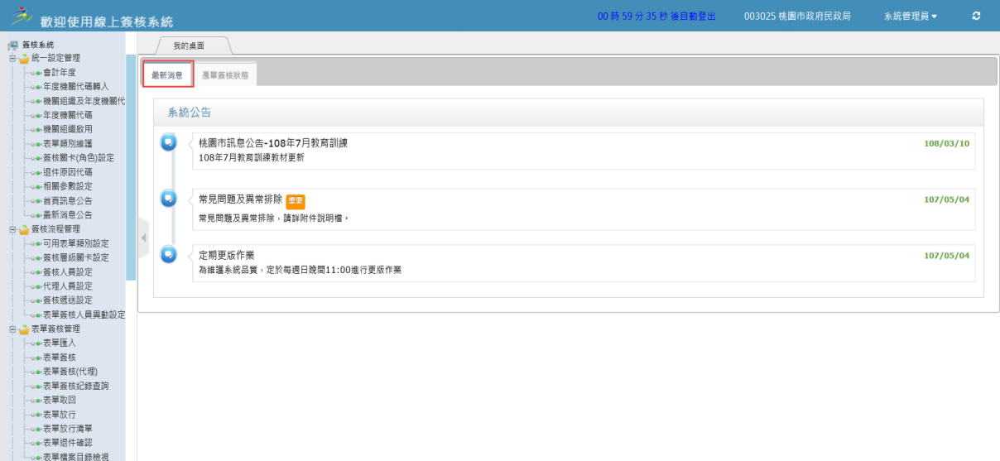 歡迎使用線上簽核系統
00 時 59 分 35 秒 後自動登出
003025 桃園市政府民政局
系統管理員
簽核系統
統一設定管理
會計年度
年度機關代碼轉入
機關組織及年度機關代
年度機關代碼
機關組織啟用
表單類別維護
簽核關卡(角色)設定
退件原因代碼
相關參數設定
首頁訊息公告
最新消息公告
簽核流程管理
可用表單類別設定
簽核層級關卡設定
簽核人員設定
代理人員設定
簽核遞送設定
表單簽核人員異動設定
表單簽核管理
表單匯入
表單簽核
表單簽核(代理)
表單簽核紀錄查詢
表單取回
表單放行
表單放行清單
表單退件確認
表單檔案目錄檢視
我的桌面
最新消息
憑單簽核狀態
系統公告
桃園市訊息公告-108年7月教育訓練
108/03/10
108年7月教育訓練教材更新
常見問題及異常排除 重要
107/05/04
常見問題及異常排除，請詳附件說明檔。
定期更版作業
107/05/04
為維護系統品質，定於每週日晚間11:00進行更版作業